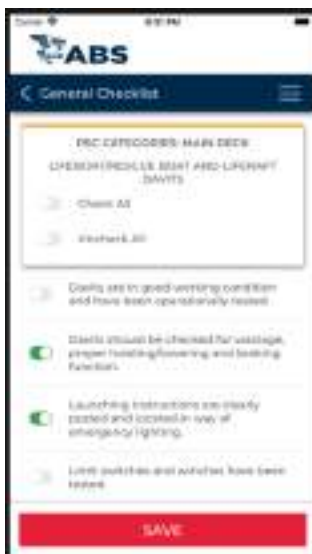 ABS
General Checklist
PSC CATEGORIES: MAIN DECK
LIFEBOAT/RESCUE BOAT AND LIFERAFT
DAVITS
Check All
Uncheck All
Davits are in good working condition
and have been operationally tested.
Davits should be checked for wastage,
proper hoisting/lowering and braking
function.
Launching instructions are clearly
posted and located in way of
emergency lighting.
Limit switches and winches have been
tested.
SAVE